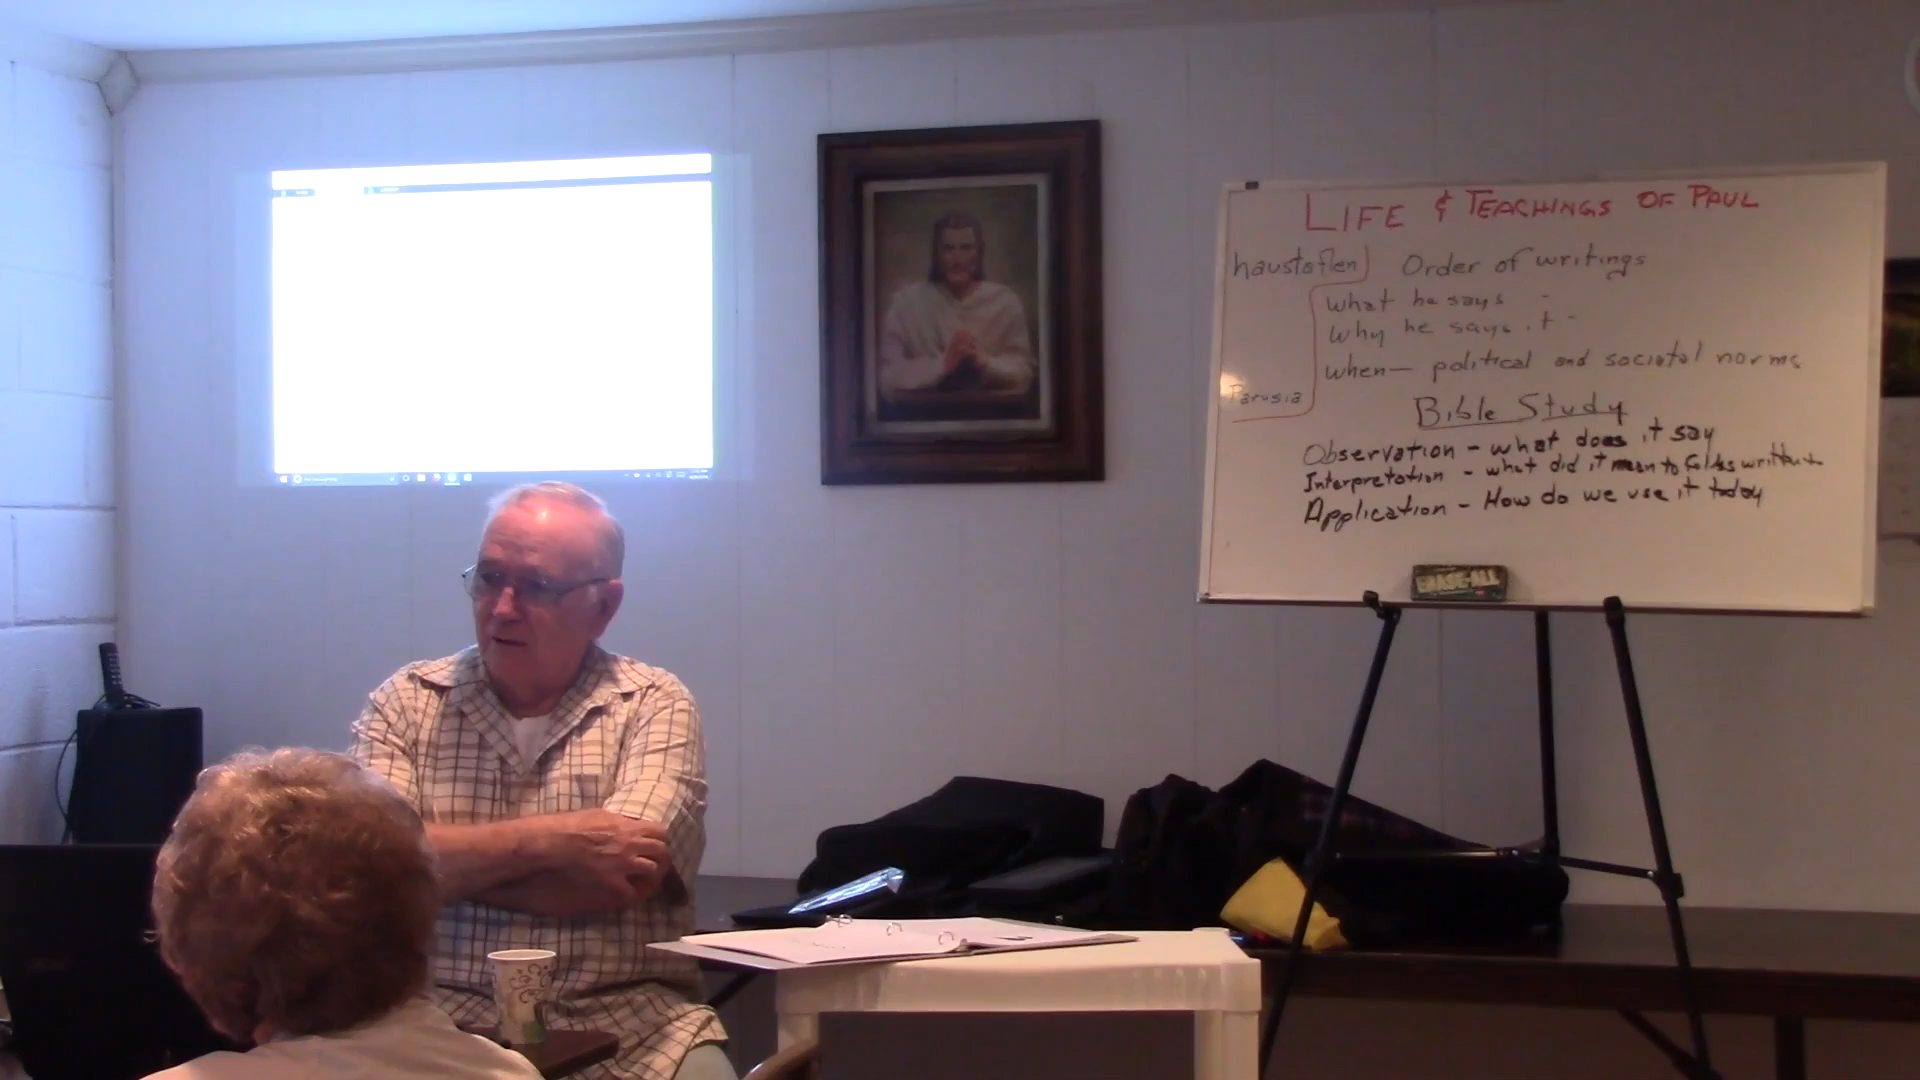 LIFE & TEACHINGS OF PAUL
haustaflen Order of writings
what he says -
why he says it -
when - political and societal norms
Parusia
Bible Study
Observation - what does it say
Interpretation - what did it mean to folks written to
Application - How do we use it today
ERASE-ALL